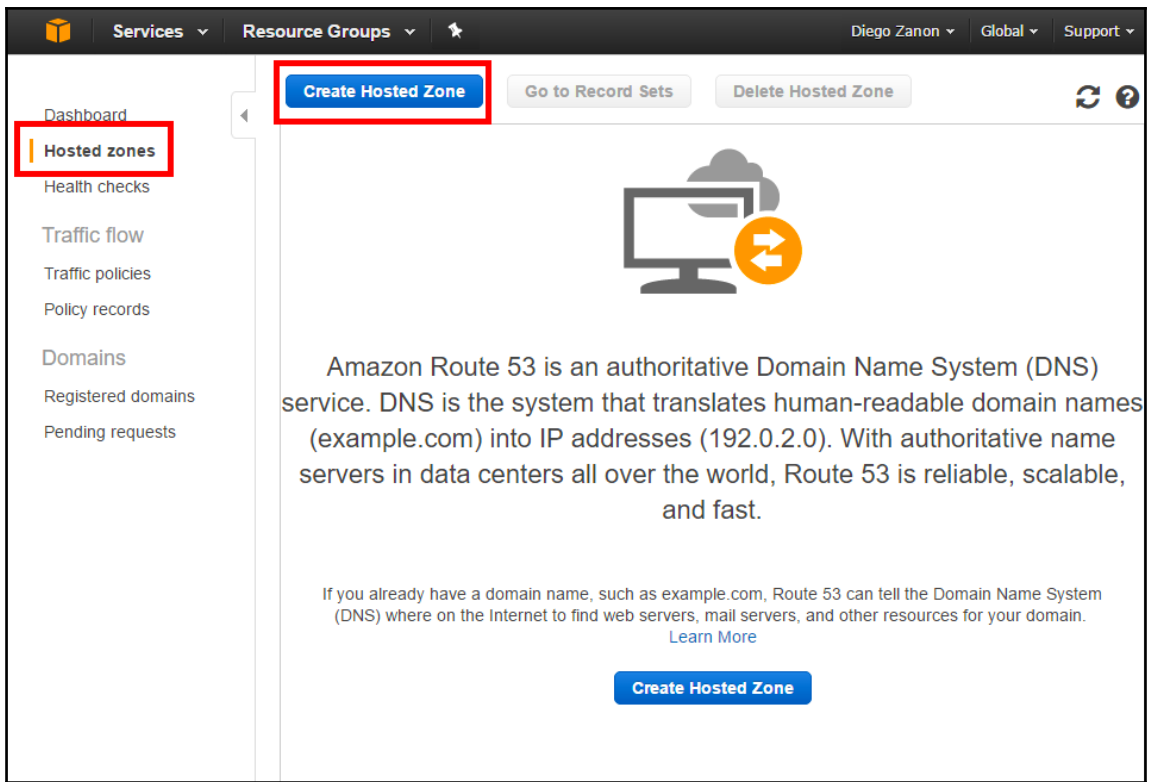 Services Resource Groups Diego Zanon Global Support
Create Hosted Zone Go to Record Sets Delete Hosted Zone
Dashboard
Hosted zones
Health checks
Traffic flow
Traffic policies
Policy records
Domains
Registered domains
Pending requests
Amazon Route 53 is an authoritative Domain Name System (DNS)
service. DNS is the system that translates human-readable domain names
(example.com) into IP addresses (192.0.2.0). With authoritative name
servers in data centers all over the world, Route 53 is reliable, scalable,
and fast.
If you already have a domain name, such as example.com, Route 53 can tell the Domain Name System
(DNS) where on the Internet to find web servers, mail servers, and other resources for your domain.
Learn More
Create Hosted Zone